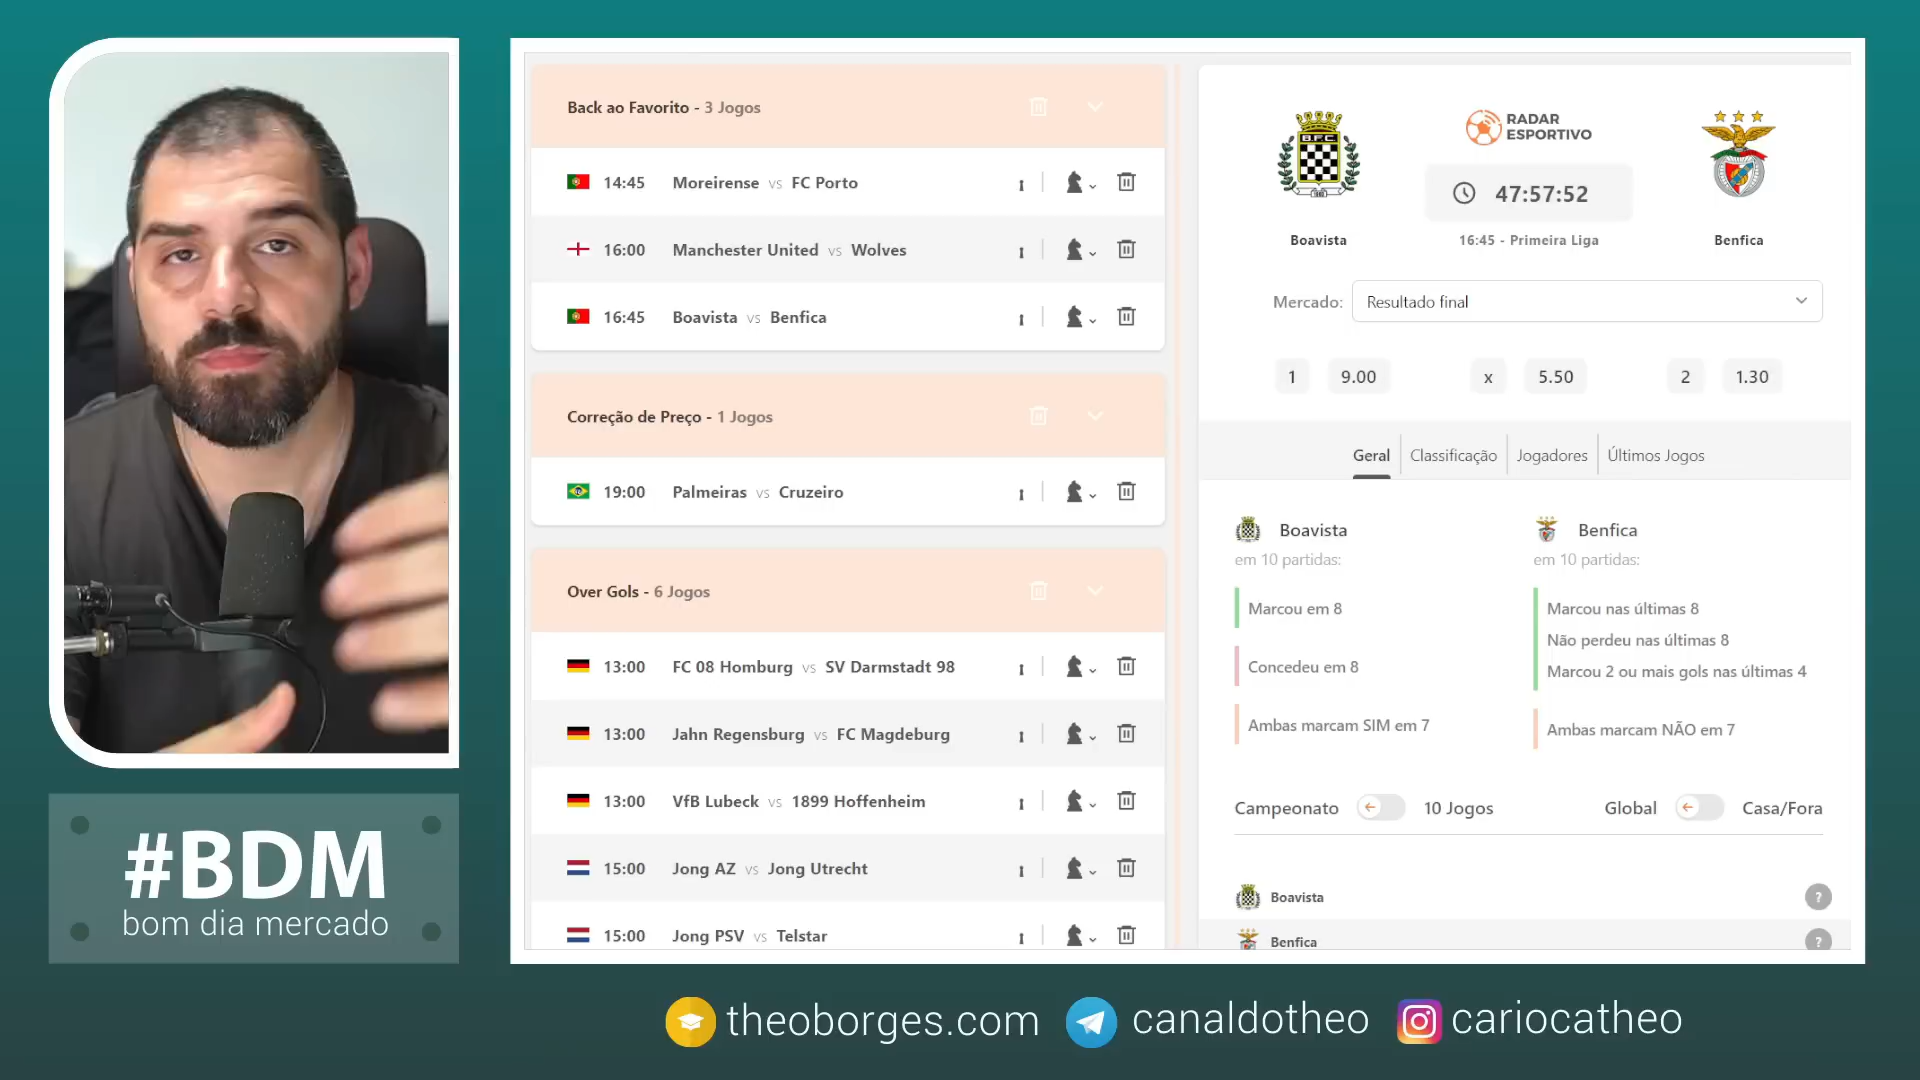 Back ao Favorito - 3 Jogos
14:45 Moreirense vs FC Porto
16:00 Manchester United vs Wolves
16:45 Boavista vs Benfica
Correção de Preço - 1 Jogos
19:00 Palmeiras vs Cruzeiro
Over Gols - 6 Jogos
13:00 FC 08 Homburg vs SV Darmstadt 98
13:00 Jahn Regensburg vs FC Magdeburg
13:00 VfB Lubeck vs 1899 Hoffenheim
15:00 Jong AZ vs Jong Utrecht
15:00 Jong PSV vs Telstar
B.F.C.
RADAR
ESPORTIVO
47:57:52
Boavista
16:45 - Primeira Liga
Benfica
Mercado: Resultado final
1 9.00 x 5.50 2 1.30
Geral Classificação Jogadores Últimos Jogos
Boavista
em 10 partidas:
Marcou em 8
Concedeu em 8
Ambas marcam SIM em 7
Benfica
em 10 partidas:
Marcou nas últimas 8
Não perdeu nas últimas 8
Marcou 2 ou mais gols nas últimas 4
Ambas marcam NÃO em 7
Campeonato 10 Jogos Global Casa/Fora
Boavista ?
Benfica ?
#BDM
bom dia mercado
theoborges.com canaldotheo cariocatheo